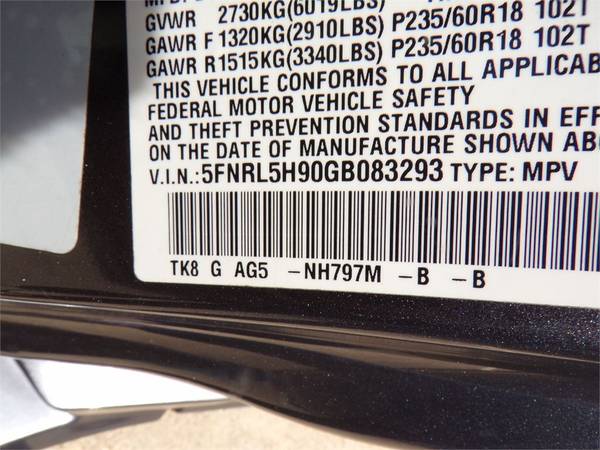 GVWR 2730KG(6019LBS)
GAWR F 1320KG(2910LBS) P235/60R18 102T
GAWR R1515KG(3340LBS) P235/60R18 102T
THIS VEHICLE CONFORMS TO ALL APPLICAB
FEDERAL MOTOR VEHICLE SAFETY
AND THEFT PREVENTION STANDARDS IN EFF
ON THE DATE OF MANUFACTURE SHOWN ABO
V.I.N.:5FNRL5H90GB083293 TYPE: MPV
TK8 G AG5 -NH797M -B -B